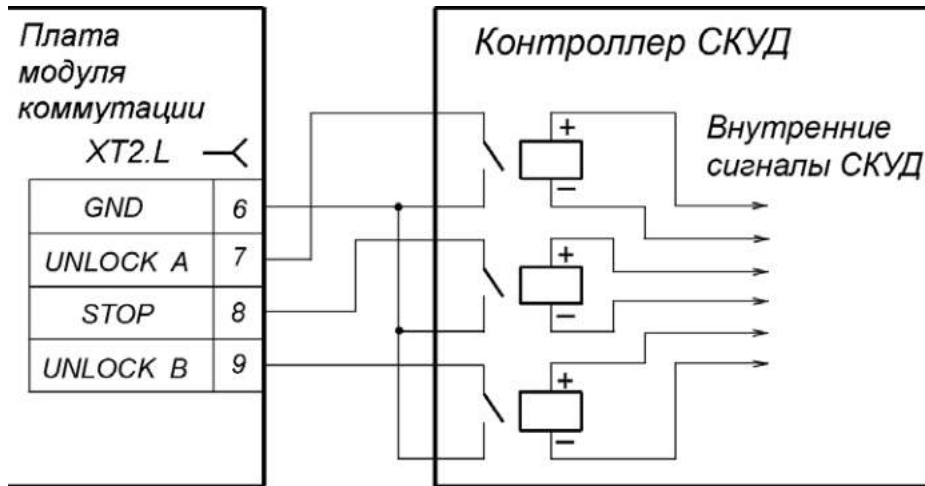 Плата
модуля
коммутации
XT2.L
GND 6
UNLOCK A 7
STOP 8
UNLOCK B 9
Контроллер СКУД
+
−
+
−
+
−
Внутренние
сигналы СКУД